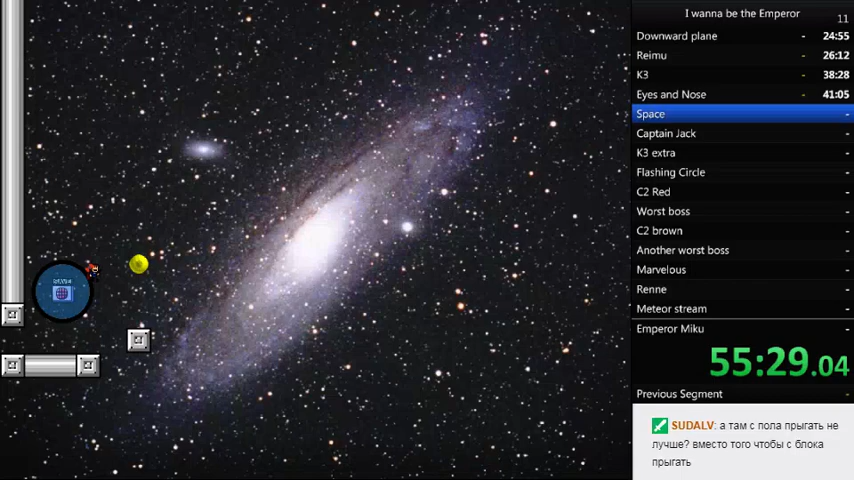 I wanna be the Emperor
11
Downward plane - 24:55
Reimu - 26:12
K3 - 38:28
Eyes and Nose - 41:05
Space -
Captain Jack -
K3 extra -
Flashing Circle -
C2 Red -
Worst boss -
C2 brown -
Another worst boss -
Marvelous -
Renne -
Meteor stream -
Emperor Miku -
55:29.04
Previous Segment -
SUDALV: а там с пола прыгать не
лучше? вместо того чтобы с блока
прыгать